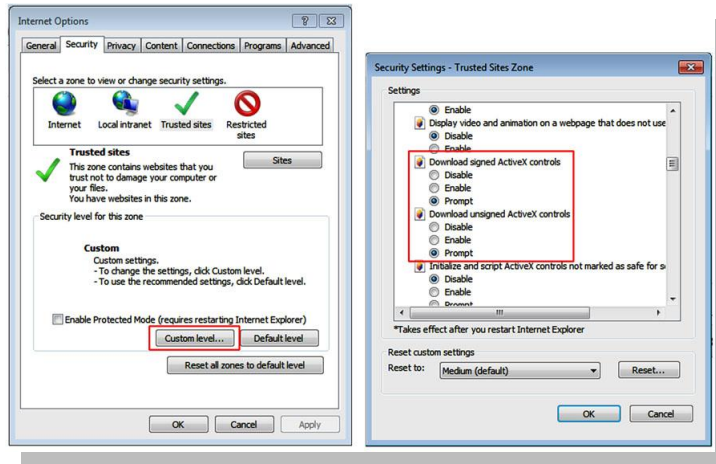 Internet Options
General Security Privacy Content Connections Programs Advanced
Select a zone to view or change security settings.
Internet Local intranet Trusted sites Restricted
sites
Trusted sites
Sites
This zone contains websites that you
trust not to damage your computer or
your files.
You have websites in this zone.
Security level for this zone
Custom
Custom settings.
- To change the settings, click Custom level.
- To use the recommended settings, click Default level.
Enable Protected Mode (requires restarting Internet Explorer)
Custom level... Default level
Reset all zones to default level
OK Cancel Apply
Security Settings - Trusted Sites Zone
Settings
Enable
Display video and animation on a webpage that does not use
Disable
Enable
Download signed ActiveX controls
Disable
Enable
Prompt
Download unsigned ActiveX controls
Disable
Enable
Prompt
Initialize and script ActiveX controls not marked as safe for s
Disable
Enable
Prompt
*Takes effect after you restart Internet Explorer
Reset custom settings
Reset to: Medium (default) Reset...
OK Cancel